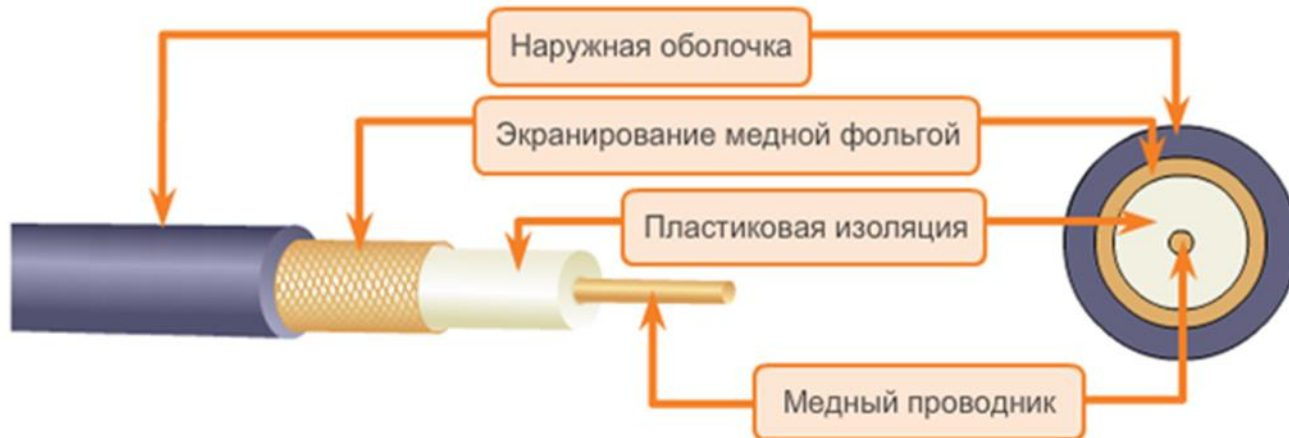 Наружная оболочка
Экранирование медной фольгой
Пластиковая изоляция
Медный проводник